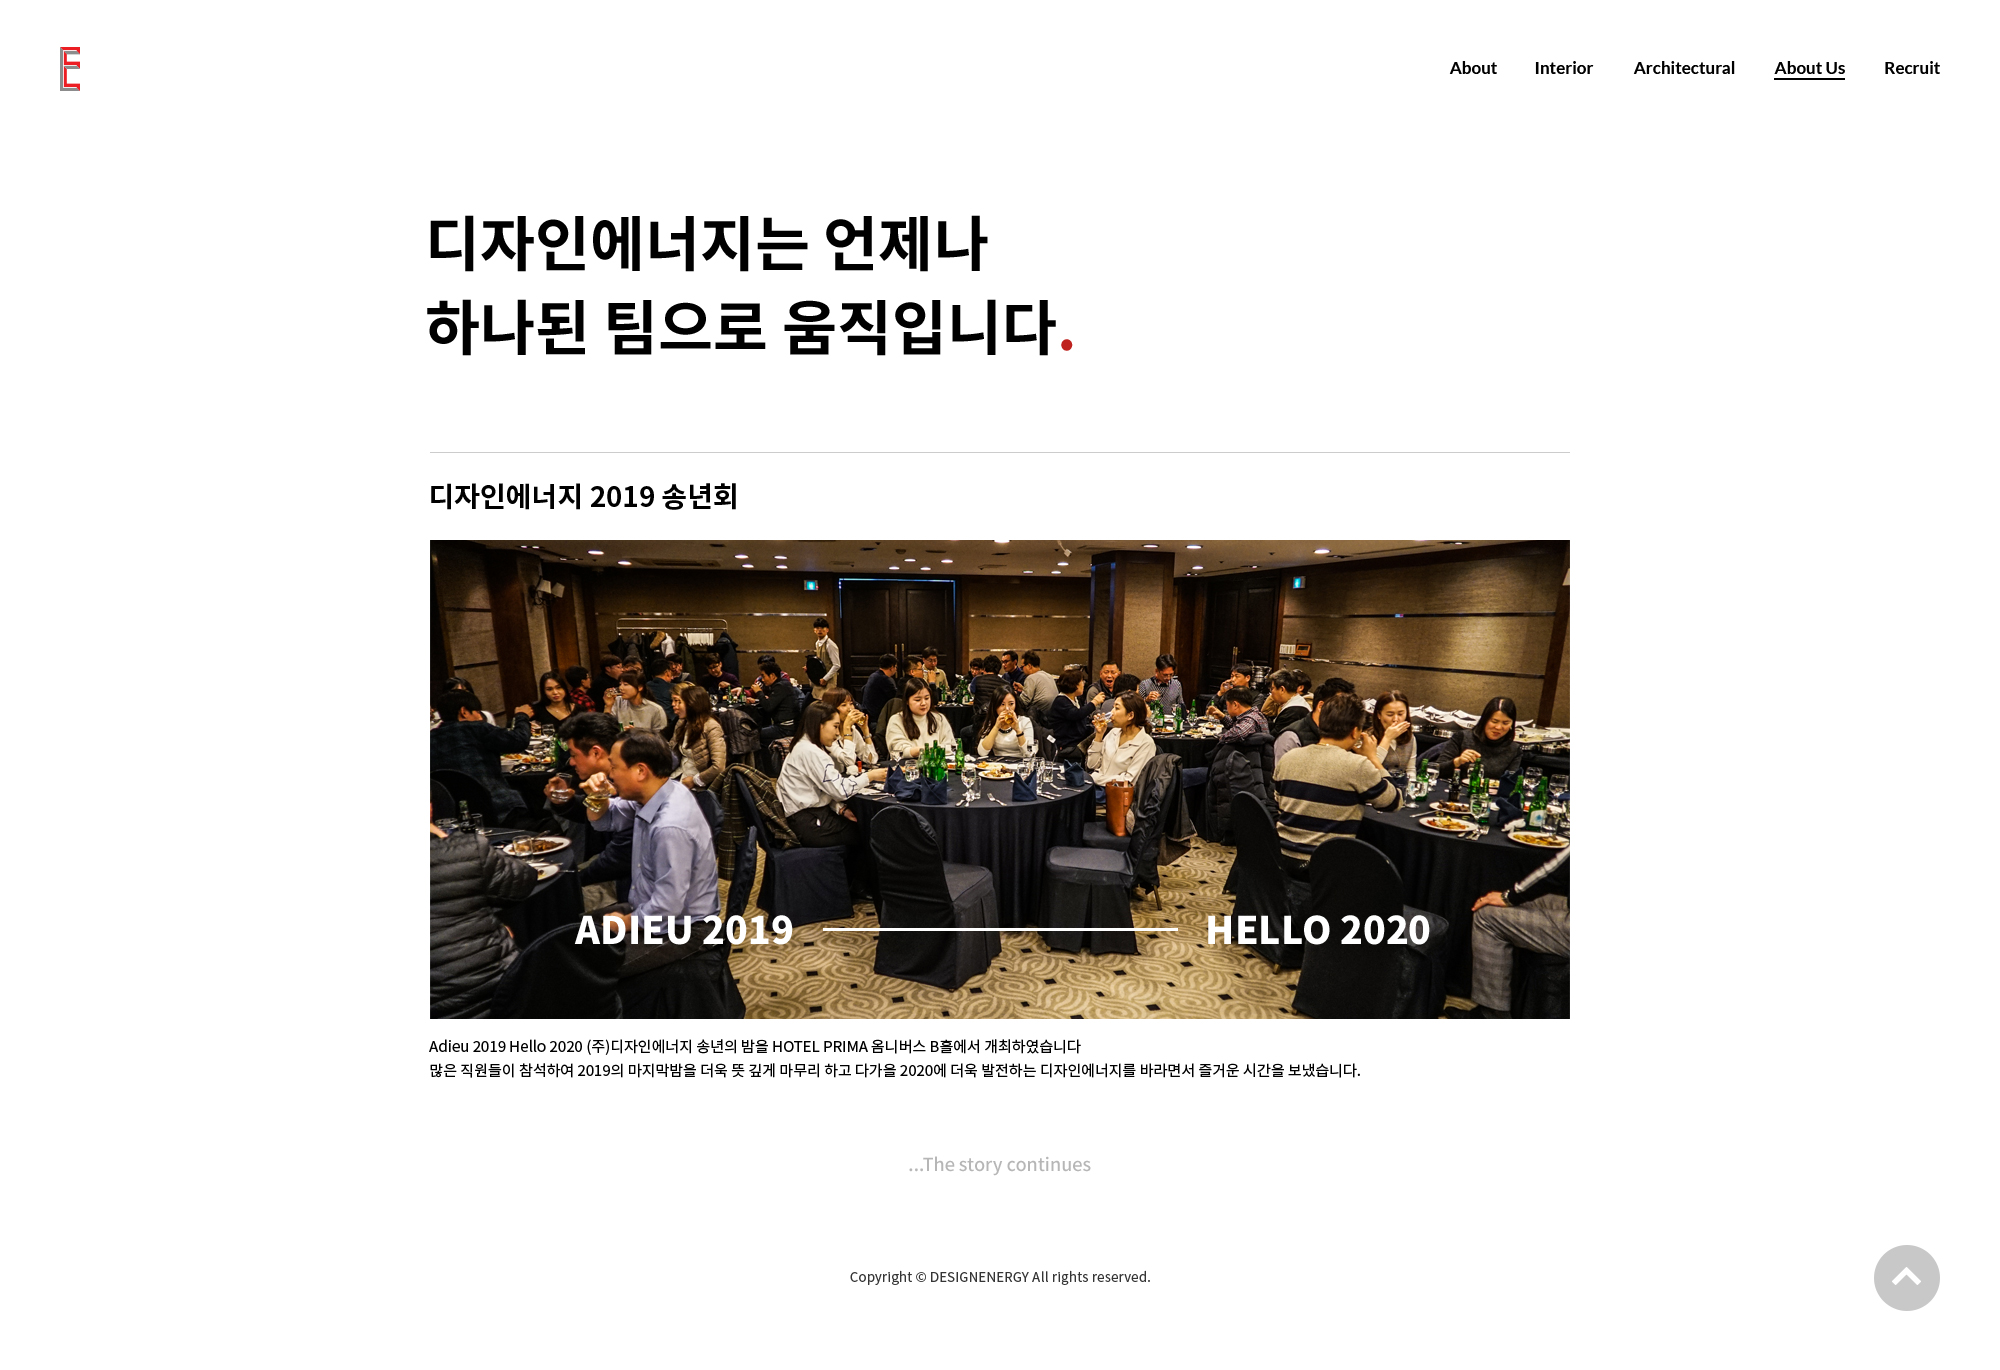 About Interior Architectural About Us Recruit
디자인에너지는 언제나
하나된 팀으로 움직입니다.
디자인에너지 2019 송년회
ADIEU 2019 HELLO 2020
Adieu 2019 Hello 2020 (주)디자인에너지 송년의 밤을 HOTEL PRIMA 옴니버스 B홀에서 개최하였습니다
많은 직원들이 참석하여 2019의 마지막밤을 더욱 뜻 깊게 마무리 하고 다가올 2020에 더욱 발전하는 디자인에너지를 바라면서 즐거운 시간을 보냈습니다.
...The story continues
Copyright © DESIGNENERGY All rights reserved.